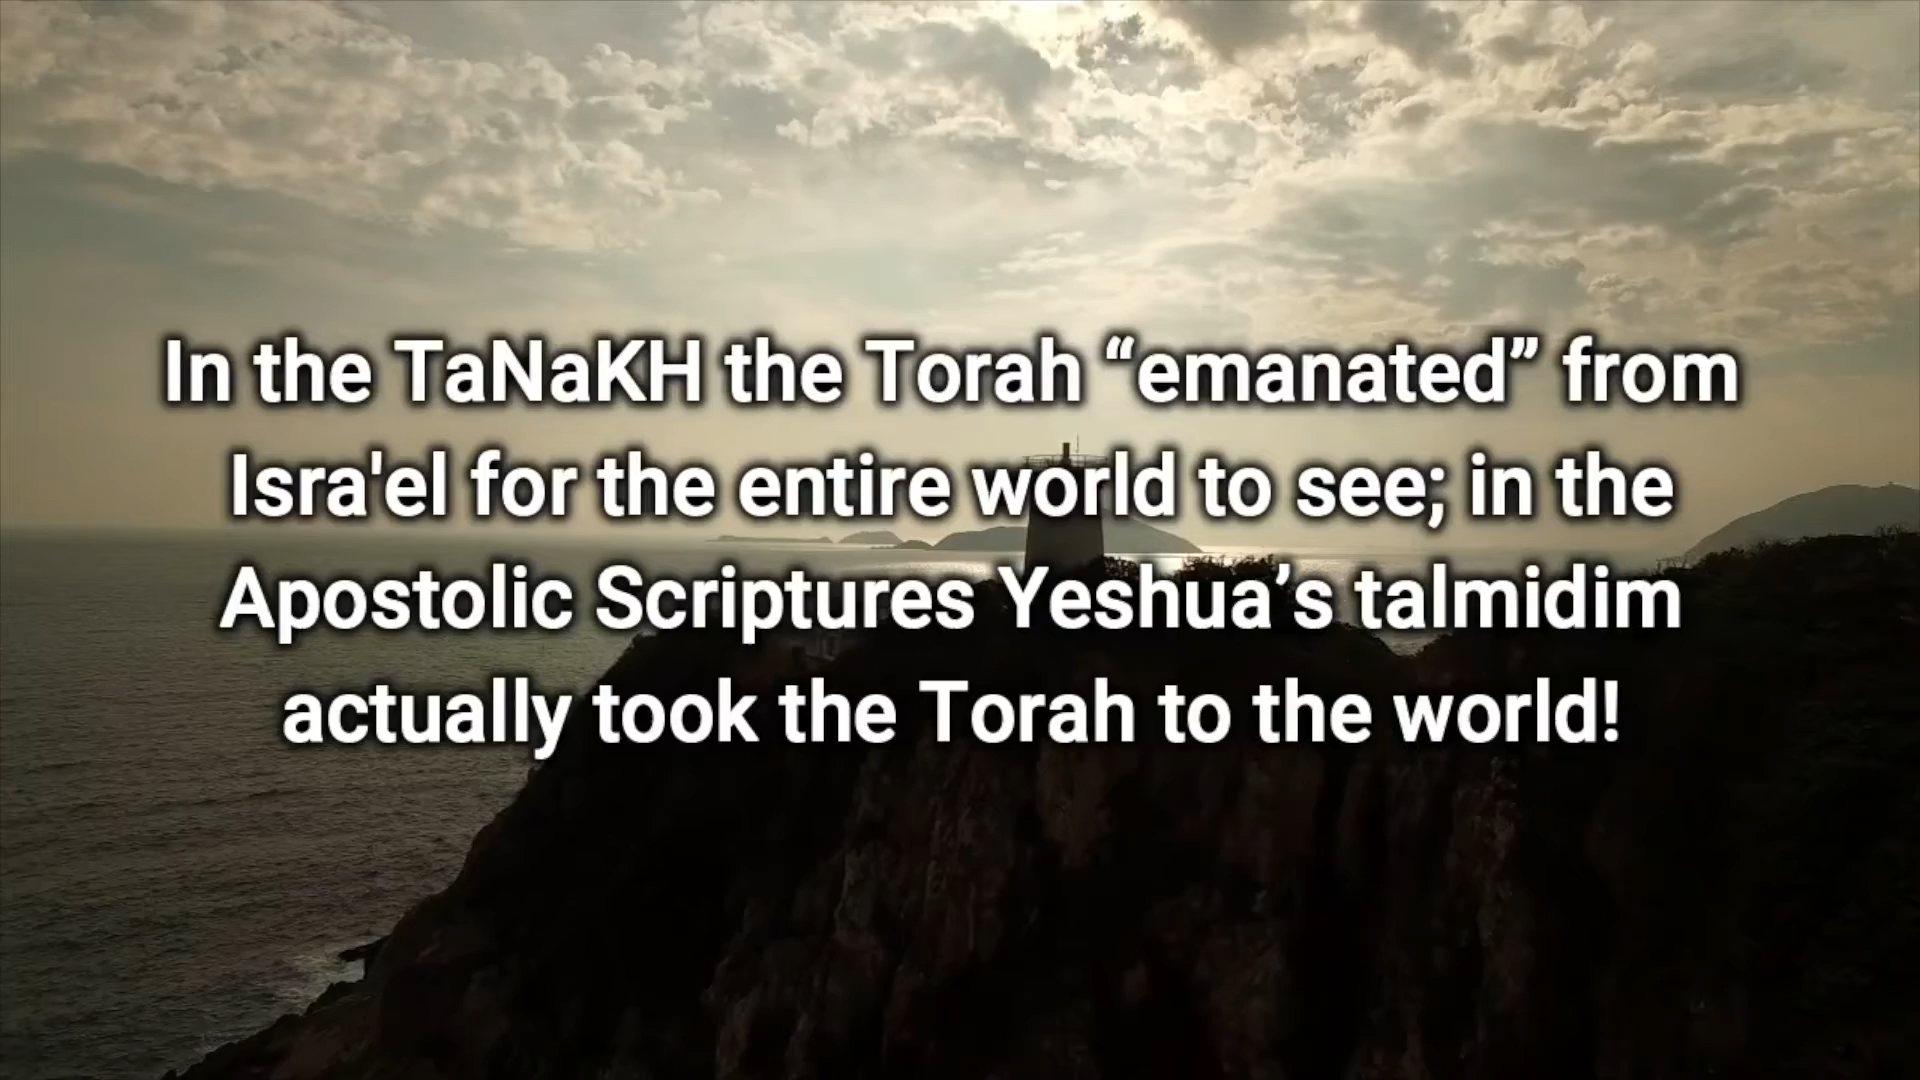 In the TaNaKH the Torah “emanated” from
Isra'el for the entire world to see; in the
Apostolic Scriptures Yeshua’s talmidim
actually took the Torah to the world!